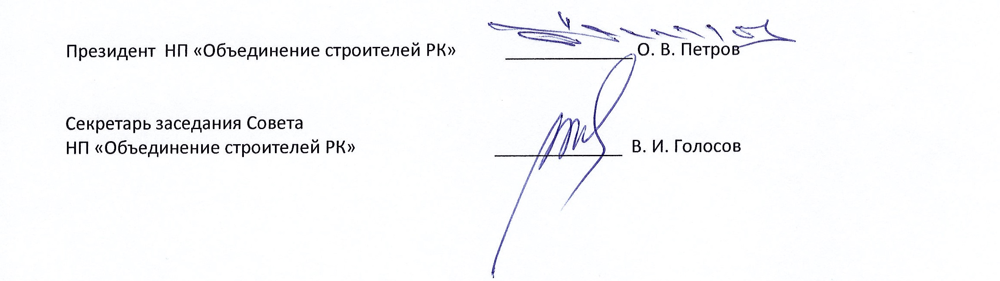 Президент НП «Объединение строителей РК» О. В. Петров
Секретарь заседания Совета
НП «Объединение строителей РК» В. И. Голосов